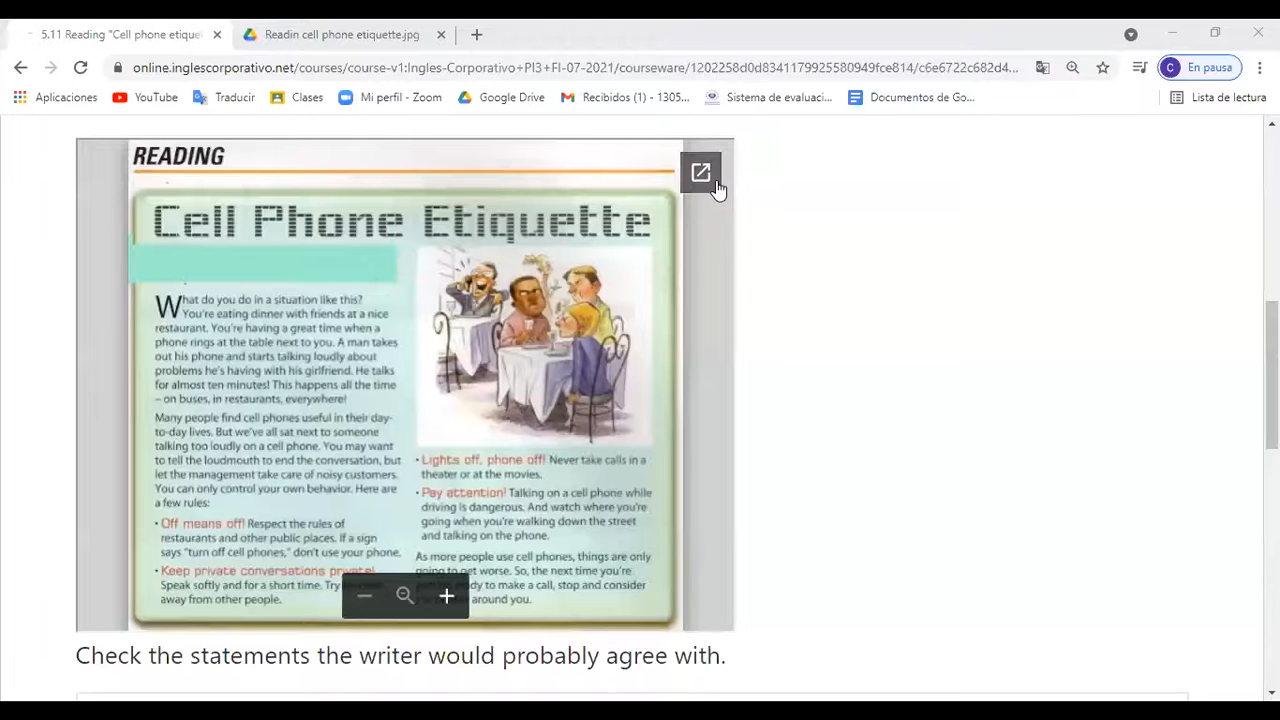 5.11 Reading "Cell phone etique
Readin cell phone etiquette.jpg
online.inglescorporativo.net/courses/course-v1:Ingles-Corporativo+PI3+FI-07-2021/courseware/1202258d0d8341179925580949fce814/c6e6722c682d4...
En pausa
Aplicaciones
YouTube
Traducir
Clases
Mi perfil - Zoom
Google Drive
Recibidos (1) - 1305...
Sistema de evaluaci...
Documentos de Go...
Lista de lectura
READING
Cell Phone Etiquette
What do you do in a situation like this?
You're eating dinner with friends at a nice
restaurant. You're having a great time when a
phone rings at the table next to you. A man takes
out his phone and starts talking loudly about
problems he's having with his girlfriend. He talks
for almost ten minutes! This happens all the time
– on buses, in restaurants, everywhere!
Many people find cell phones useful in their day-
to-day lives. But we've all sat next to someone
talking too loudly on a cell phone. You may want
to tell the loudmouth to end the conversation, but
let the management take care of noisy customers.
You can only control your own behavior. Here are
a few rules:
• Off means off! Respect the rules of
restaurants and other public places. If a sign
says "turn off cell phones," don't use your phone.
• Keep private conversations private!
Speak softly and for a short time. Try
away from other people.
• Lights off, phone off! Never take calls in a
theater or at the movies.
• Pay attention! Talking on a cell phone while
driving is dangerous. And watch where you're
going when you're walking down the street
and talking on the phone.
As more people use cell phones, things are only
going to get worse. So, the next time you're
ready to make a call, stop and consider
around you.
Check the statements the writer would probably agree with.